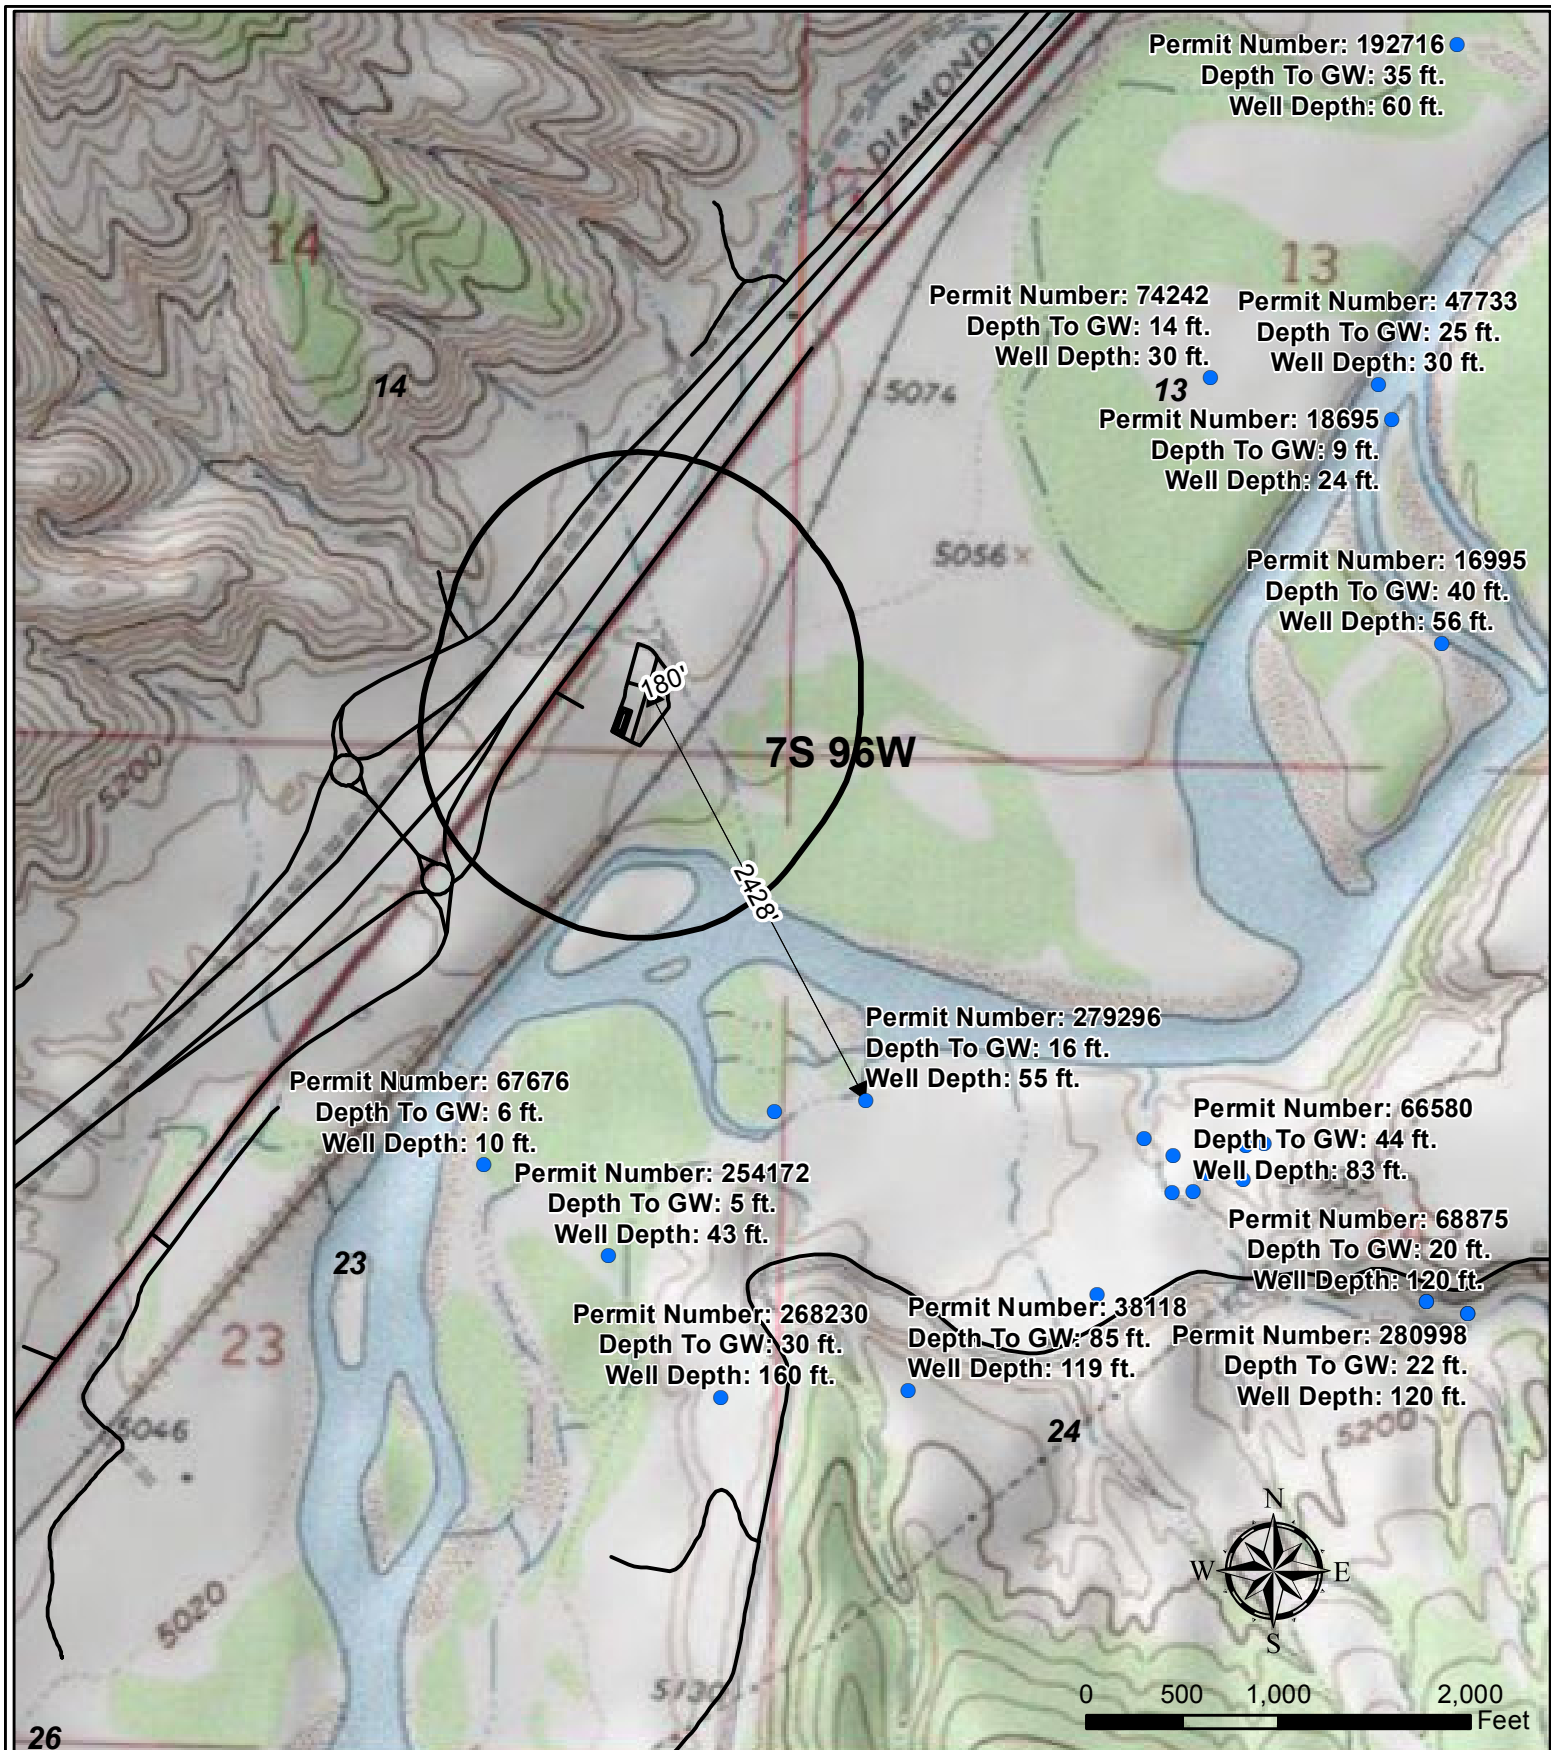 Permit Number: 192716
Depth To GW: 35 ft.
Well Depth: 60 ft.
DIAMOND
14
13
Permit Number: 74242
Depth To GW: 14 ft.
Well Depth: 30 ft.
Permit Number: 47733
Depth To GW: 25 ft.
Well Depth: 30 ft.
14
5074
13
Permit Number: 18695
Depth To GW: 9 ft.
Well Depth: 24 ft.
5056
Permit Number: 16995
Depth To GW: 40 ft.
Well Depth: 56 ft.
180'
7S 96W
5200
2428'
Permit Number: 279296
Depth To GW: 16 ft.
Well Depth: 55 ft.
Permit Number: 67676
Depth To GW: 6 ft.
Well Depth: 10 ft.
Permit Number: 66580
Depth To GW: 44 ft.
Well Depth: 83 ft.
Permit Number: 254172
Depth To GW: 5 ft.
Well Depth: 43 ft.
Permit Number: 68875
Depth To GW: 20 ft.
Well Depth: 120 ft.
23
23
Permit Number: 268230
Depth To GW: 30 ft.
Well Depth: 160 ft.
Permit Number: 38118
Depth To GW: 85 ft.
Well Depth: 119 ft.
Permit Number: 280998
Depth To GW: 22 ft.
Well Depth: 120 ft.
5046
24
5200
N
W E
S
5020
0 500 1,000 2,000
Feet
26